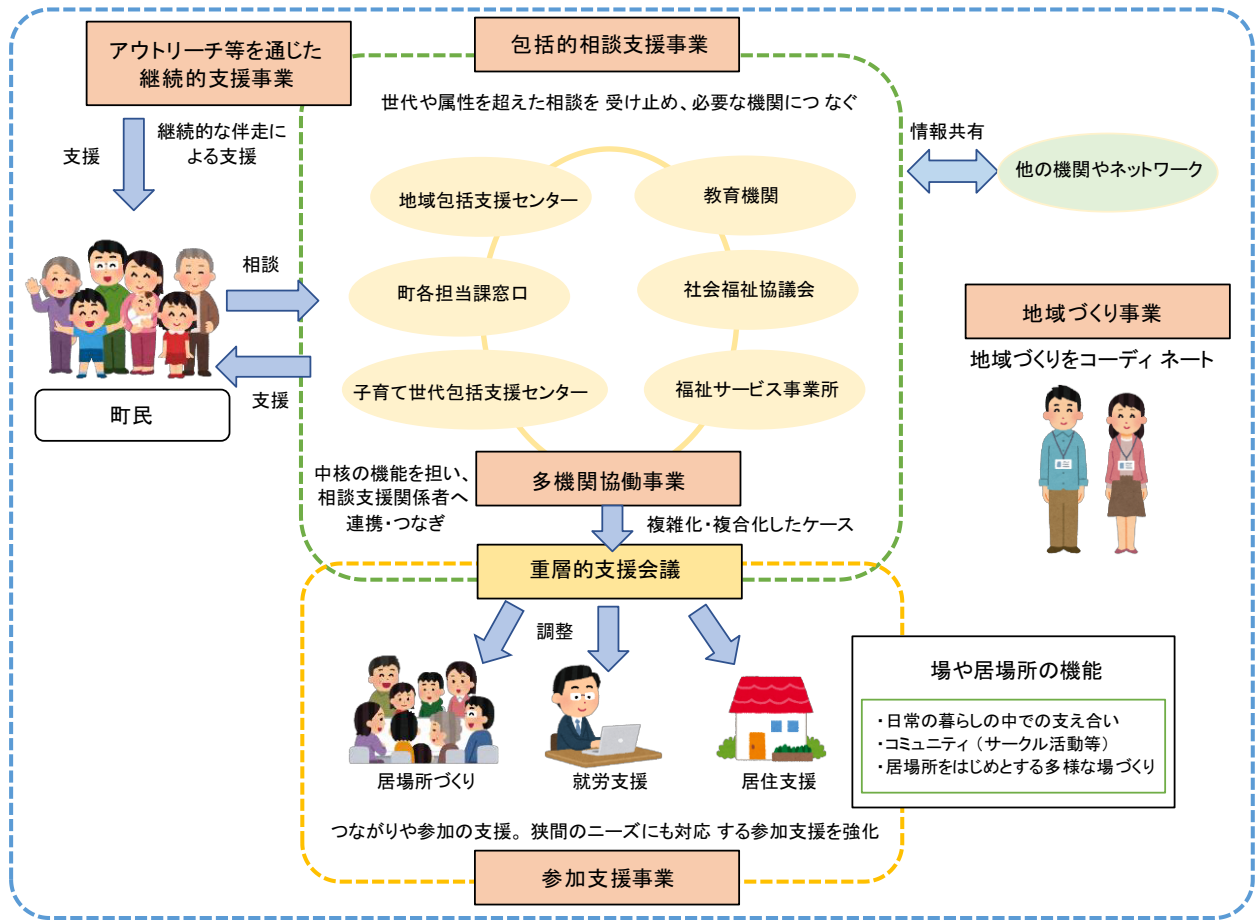 アウトリーチ等を通じた
継続的支援事業
包括的相談支援事業
世代や属性を超えた相談を 受け止め、必要な機関につ なぐ
支援
継続的な伴走に
よる支援
情報共有
他の機関やネットワーク
地域包括支援センター
教育機関
相談
町各担当課窓口
社会福祉協議会
支援
子育て世代包括支援センター
福祉サービス事業所
町民
地域づくり事業
地域づくりをコーディ ネート
中核の機能を担い、
相談支援関係者へ
連携・つなぎ
多機関協働事業
複雑化・複合化したケース
重層的支援会議
調整
居場所づくり
就労支援
居住支援
場や居場所の機能
・日常の暮らしの中での支え合い
・コミュニティ（サークル活動等）
・居場所をはじめとする多様な場づくり
つながりや参加の支援。狭間のニーズにも対応 する参加支援を強化
参加支援事業